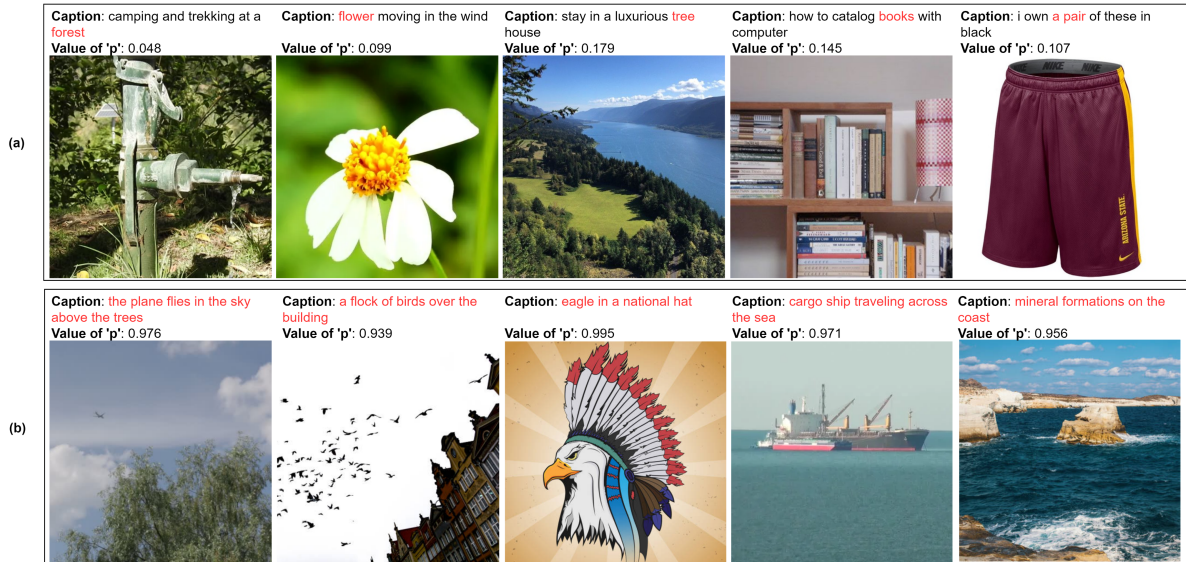 (a)
Caption: camping and trekking at a
forest
Value of 'p': 0.048
Caption: flower moving in the wind
Value of 'p': 0.099
Caption: stay in a luxurious tree
house
Value of 'p': 0.179
Caption: how to catalog books with
computer
Value of 'p': 0.145
Caption: i own a pair of these in
black
Value of 'p': 0.107
NIKE
ARIZONA STATE
(b)
Caption: the plane flies in the sky
above the trees
Value of 'p': 0.976
Caption: a flock of birds over the
building
Value of 'p': 0.939
Caption: eagle in a national hat
Value of 'p': 0.995
Caption: cargo ship traveling across
the sea
Value of 'p': 0.971
Caption: mineral formations on the
coast
Value of 'p': 0.956